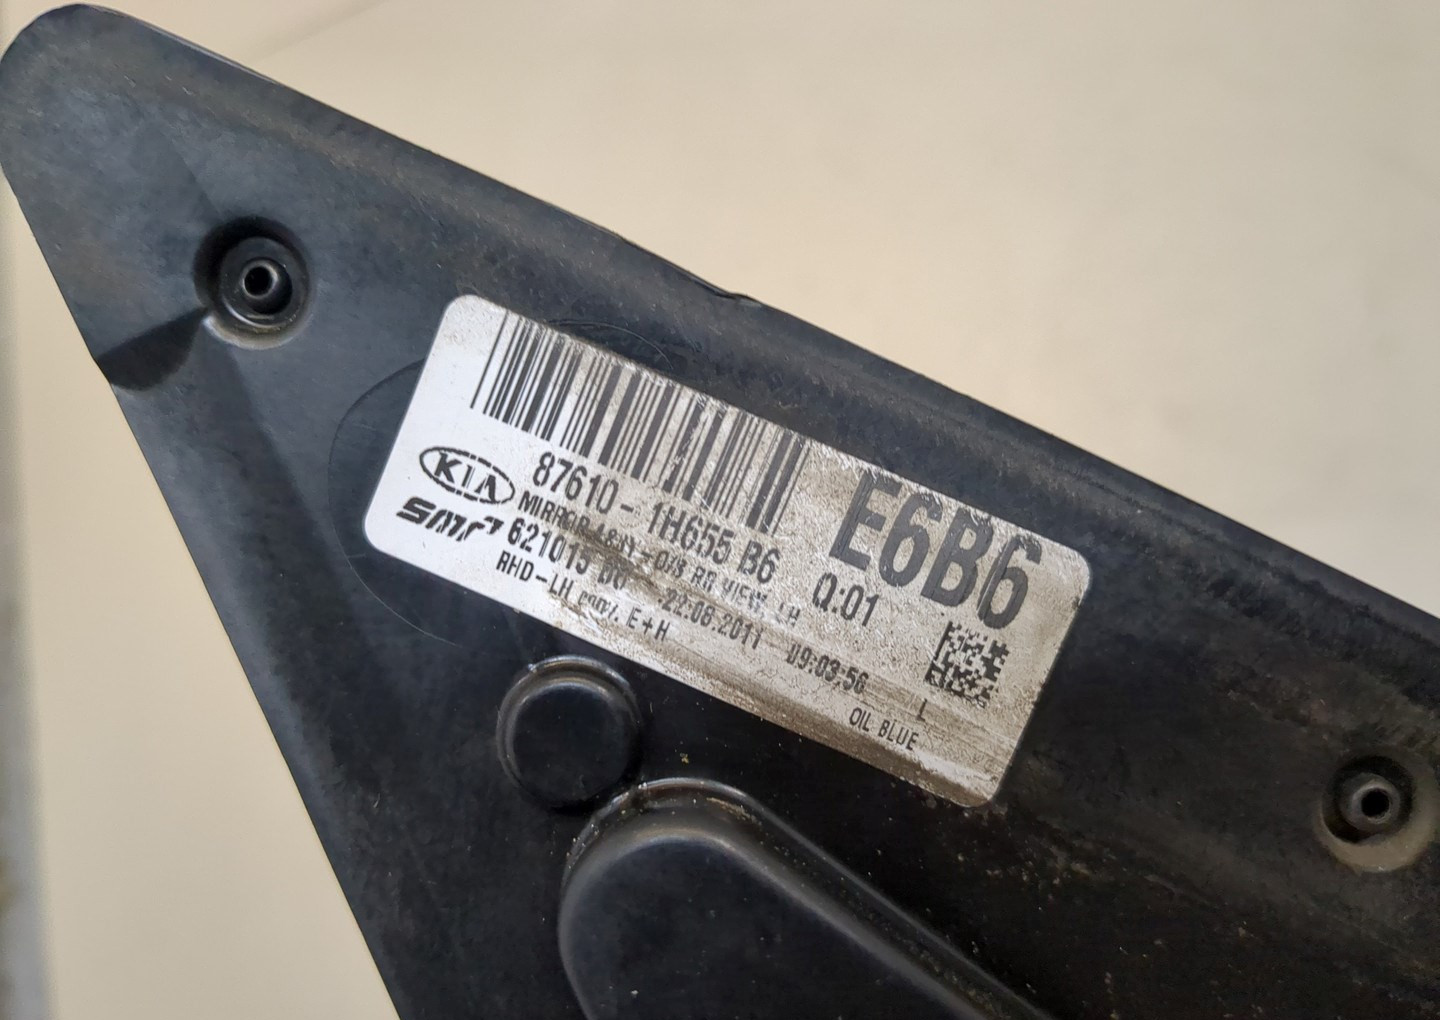 E6B6
KIA 87610-1H655 B6 Q:01
MIRROR ASSY-O/S RR VIEW, LH
smr 621015 22.08.2011 09:03:56 L
RHD-LH E+H OIL BLUE